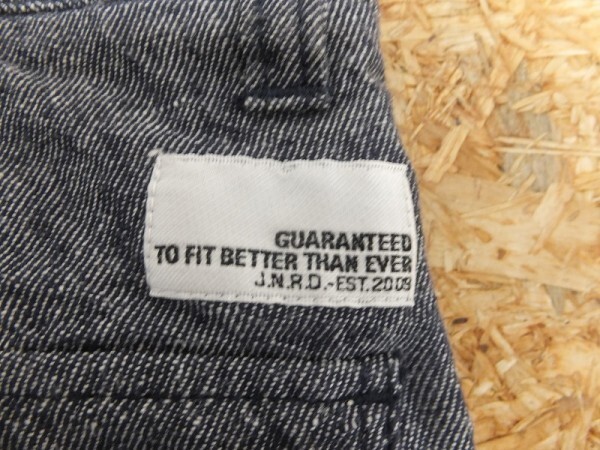 GUARANTEED
TO FIT BETTER THAN EVER
J.N.R.D.-EST.2009